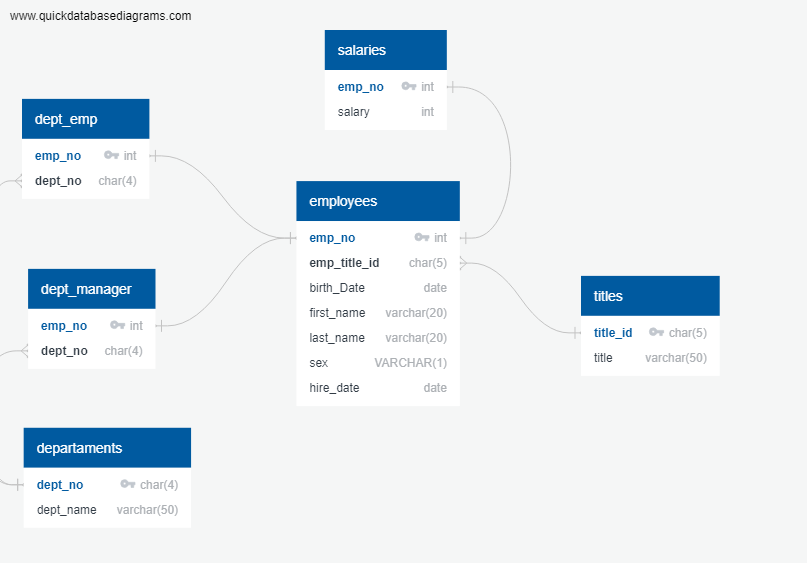 www.quickdatabasediagrams.com
salaries
emp_no int
salary int
dept_emp
emp_no int
dept_no char(4)
employees
emp_no int
emp_title_id char(5)
birth_Date date
first_name varchar(20)
last_name varchar(20)
sex VARCHAR(1)
hire_date date
dept_manager
emp_no int
dept_no char(4)
titles
title_id char(5)
title varchar(50)
departaments
dept_no char(4)
dept_name varchar(50)